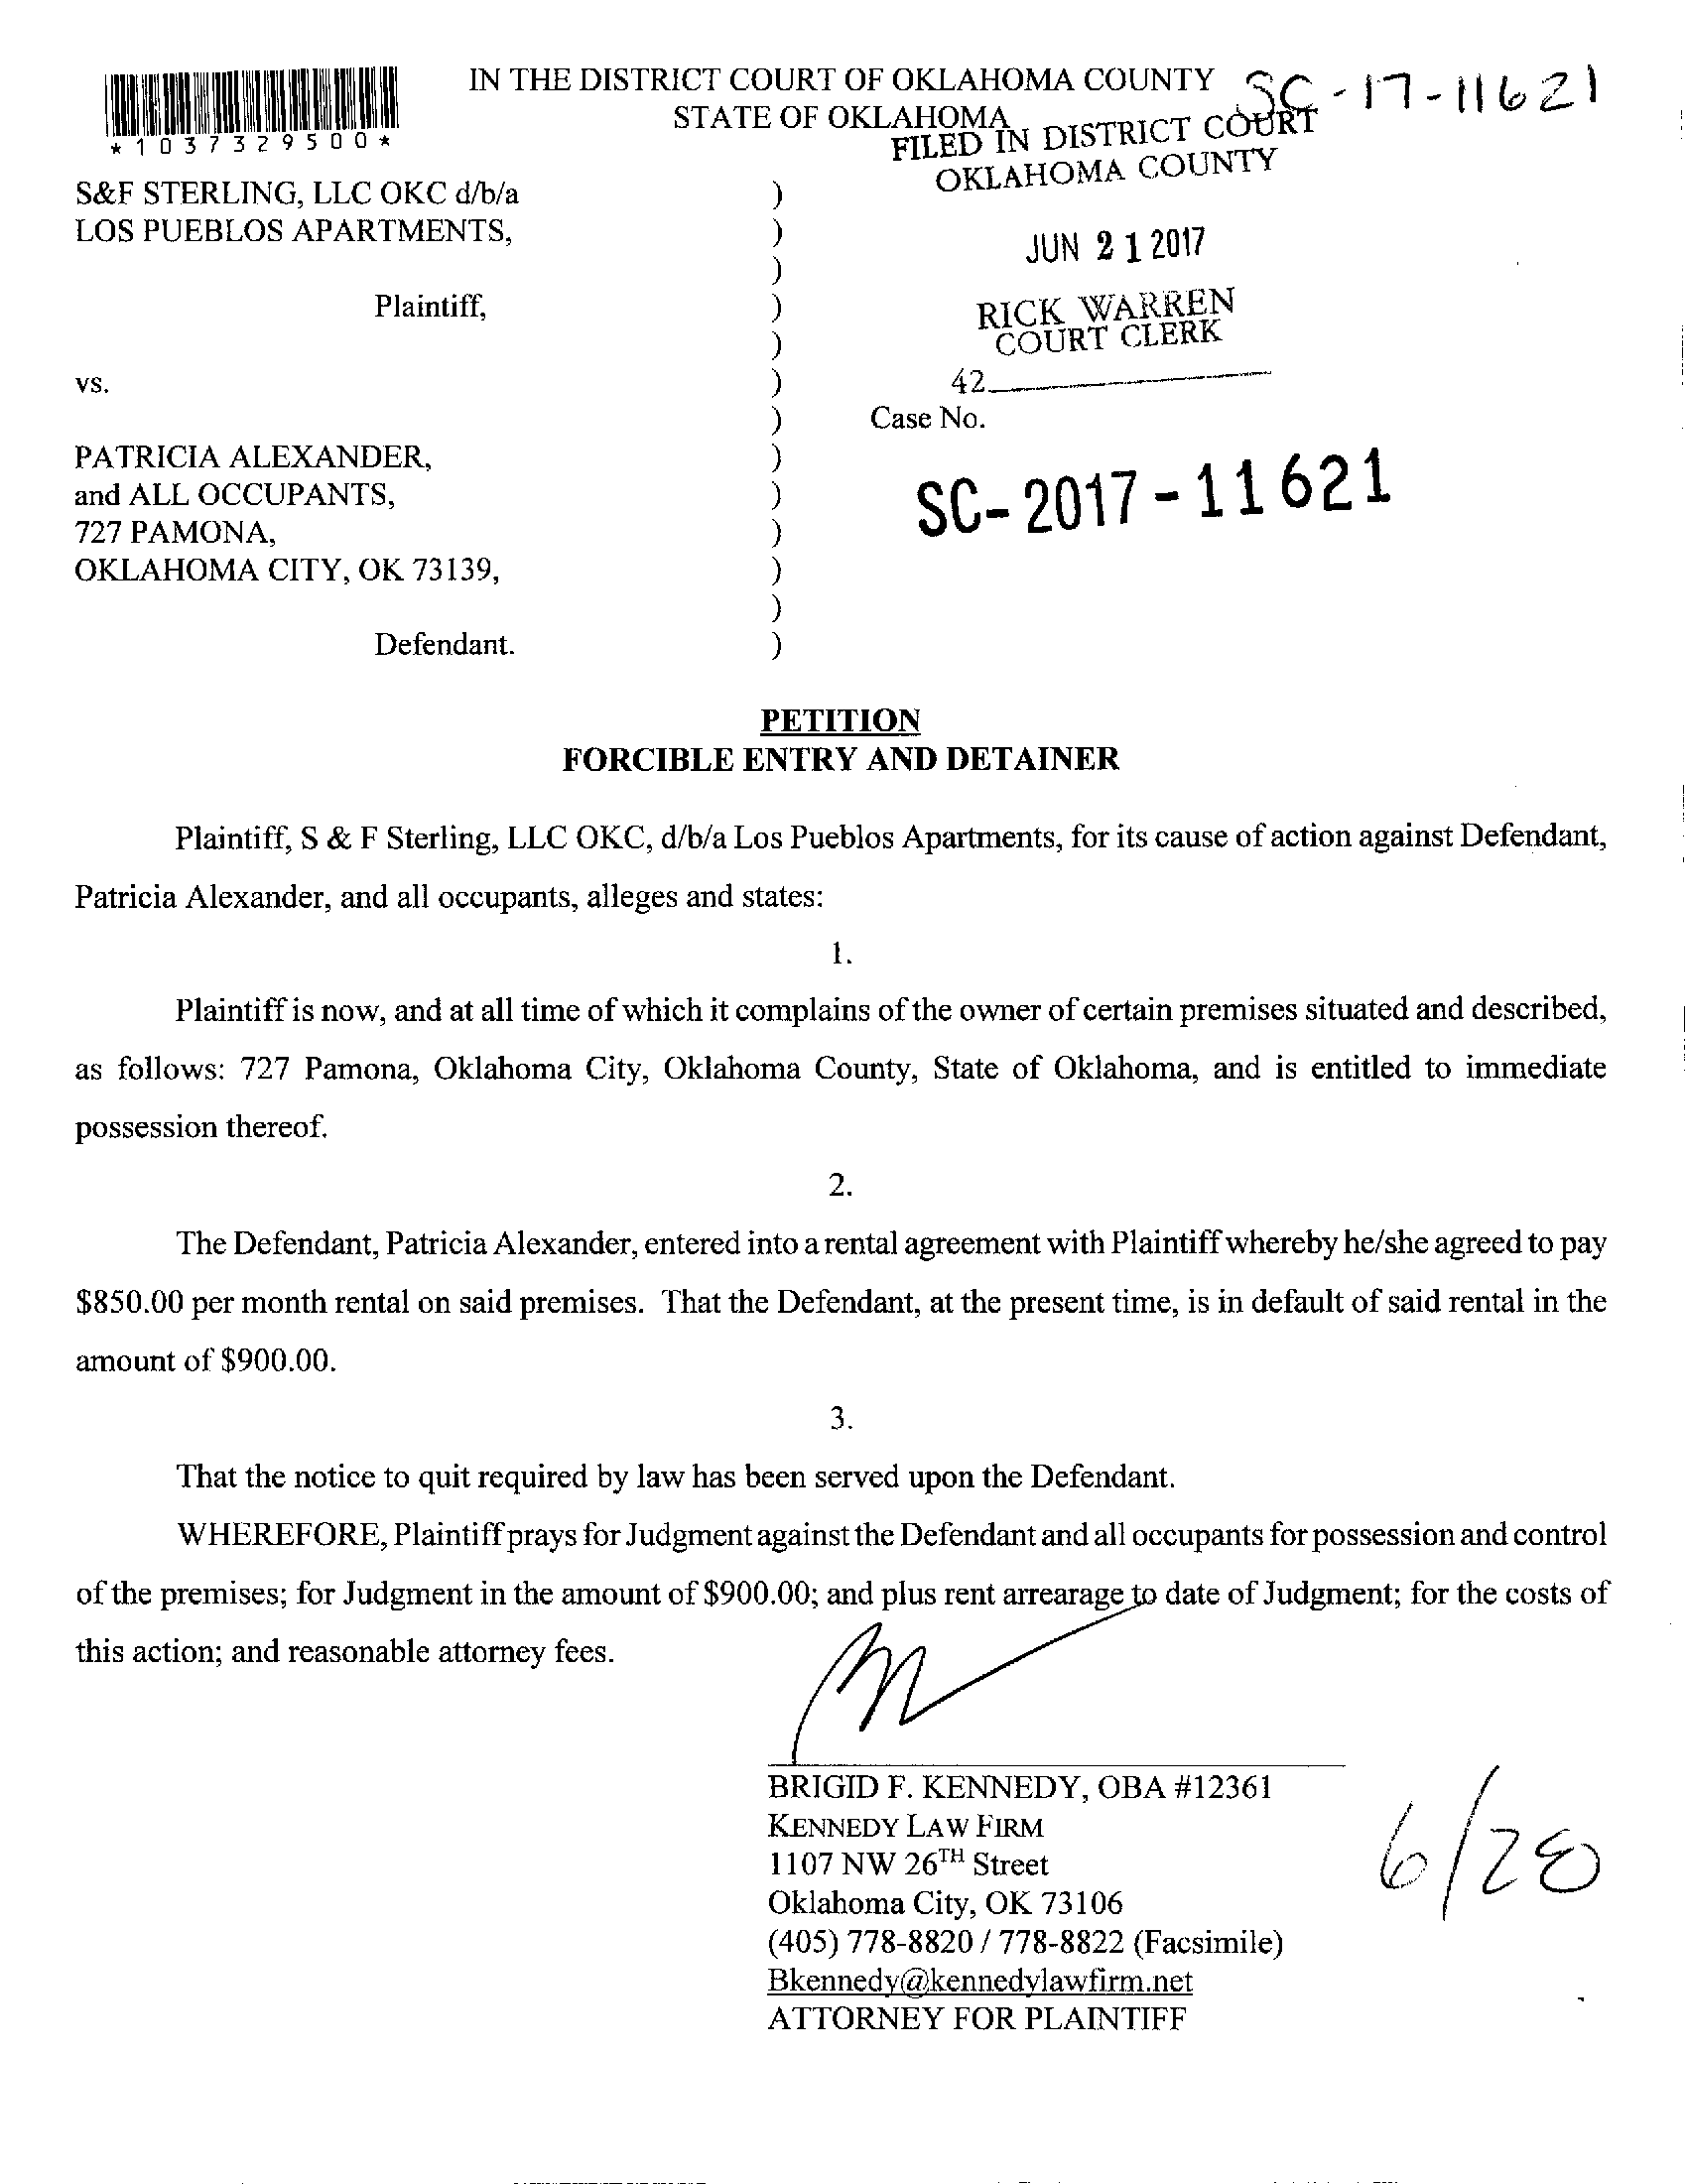 IN THE DISTRICT COURT OF OKLAHOMA COUNTY
STATE OF OKLAHOMA
SC-17-11621
*1037329500*
FILED IN DISTRICT COURT
OKLAHOMA COUNTY
S&F STERLING, LLC OKC d/b/a )
LOS PUEBLOS APARTMENTS, )
JUN 21 2017
)
Plaintiff, )
RICK WARREN
COURT CLERK
)
vs. )
42
) Case No.
PATRICIA ALEXANDER, )
and ALL OCCUPANTS, )
SC-2017-11621
727 PAMONA, )
OKLAHOMA CITY, OK 73139, )
)
Defendant. )
PETITION
FORCIBLE ENTRY AND DETAINER
Plaintiff, S & F Sterling, LLC OKC, d/b/a Los Pueblos Apartments, for its cause of action against Defendant,
Patricia Alexander, and all occupants, alleges and states:
1.
Plaintiff is now, and at all time of which it complains of the owner of certain premises situated and described,
as follows: 727 Pamona, Oklahoma City, Oklahoma County, State of Oklahoma, and is entitled to immediate
possession thereof.
2.
The Defendant, Patricia Alexander, entered into a rental agreement with Plaintiff whereby he/she agreed to pay
$850.00 per month rental on said premises. That the Defendant, at the present time, is in default of said rental in the
amount of $900.00.
3.
That the notice to quit required by law has been served upon the Defendant.
WHEREFORE, Plaintiff prays for Judgment against the Defendant and all occupants for possession and control
of the premises; for Judgment in the amount of $900.00; and plus rent arrearage to date of Judgment; for the costs of
this action; and reasonable attorney fees.
BRIGID F. KENNEDY, OBA #12361
KENNEDY LAW FIRM
1107 NW 26TH Street
Oklahoma City, OK 73106
(405) 778-8820 / 778-8822 (Facsimile)
Bkennedy@kennedylawfirm.net
ATTORNEY FOR PLAINTIFF